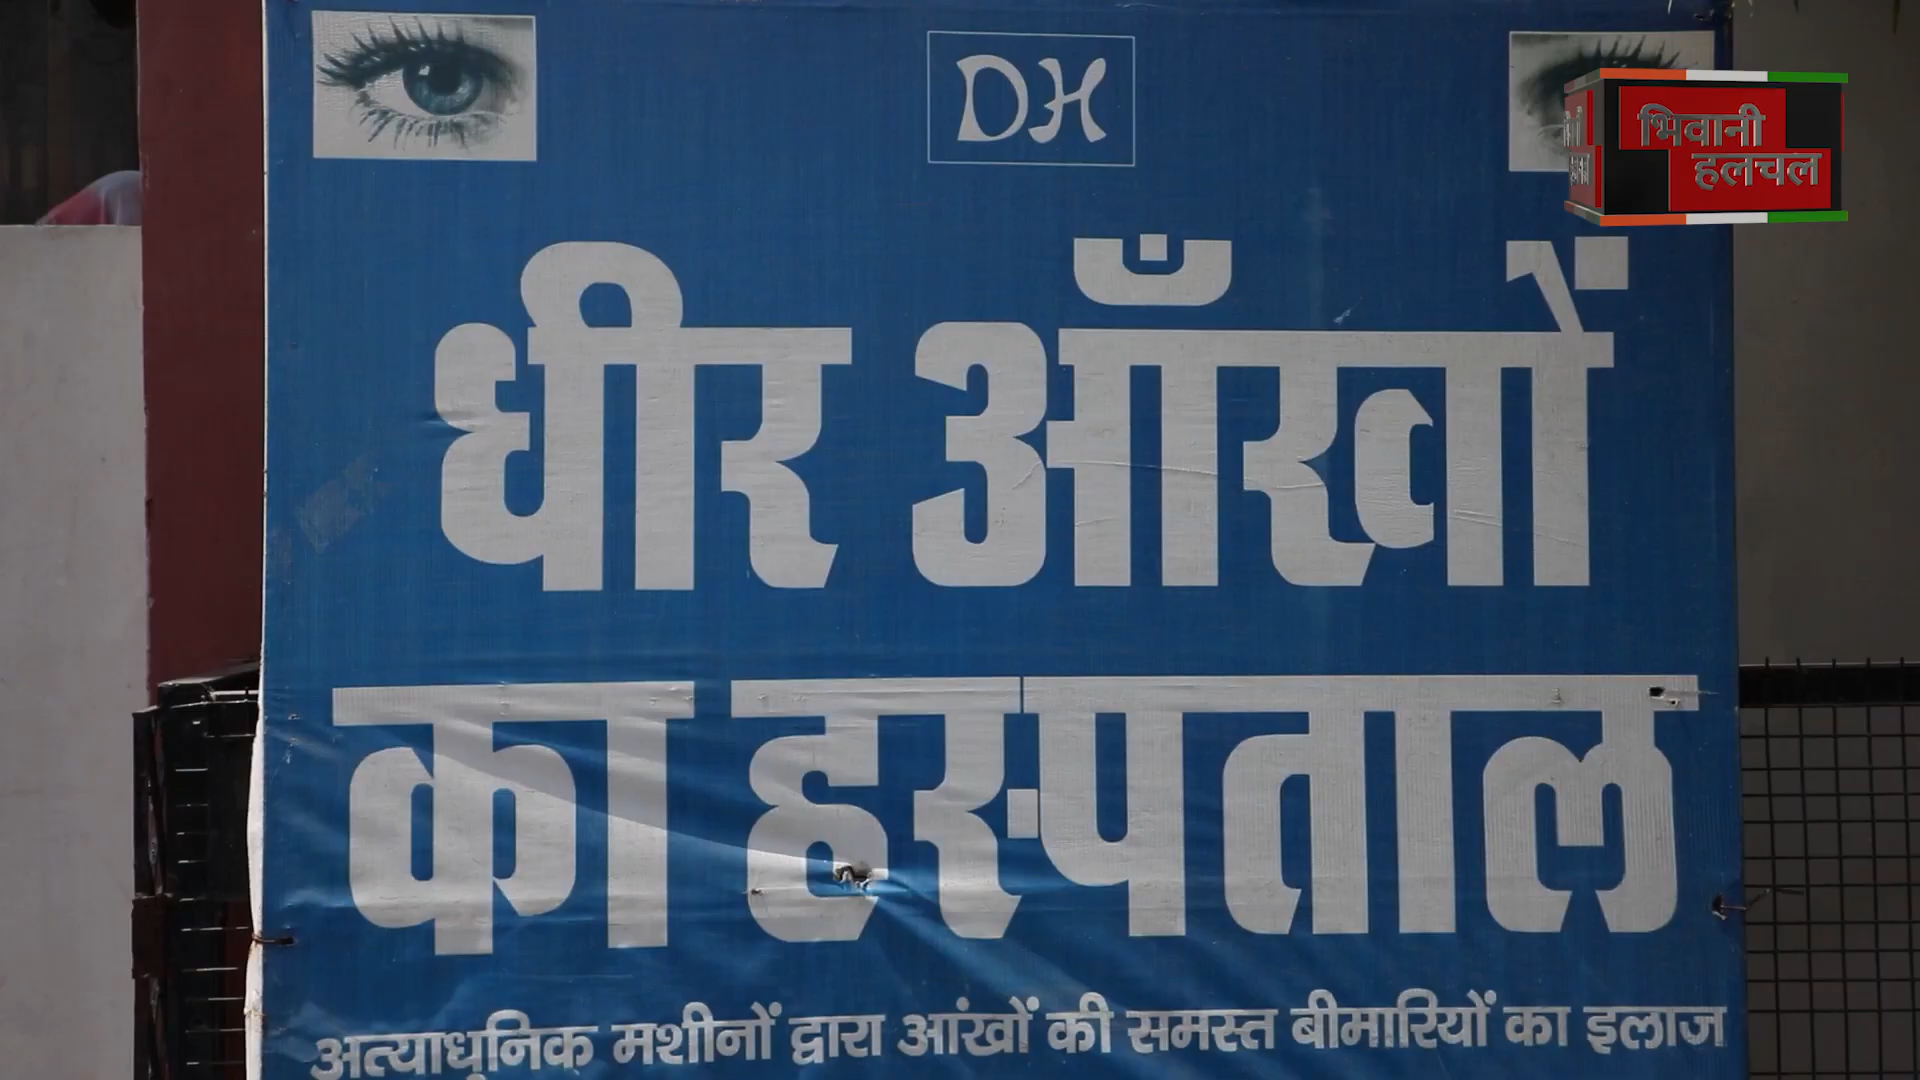 DH
भिवानी
हलचल
धीर आँखों
का हस्पताल
अत्याधुनिक मशीनों द्वारा आंखों की समस्त बीमारियों का इलाज